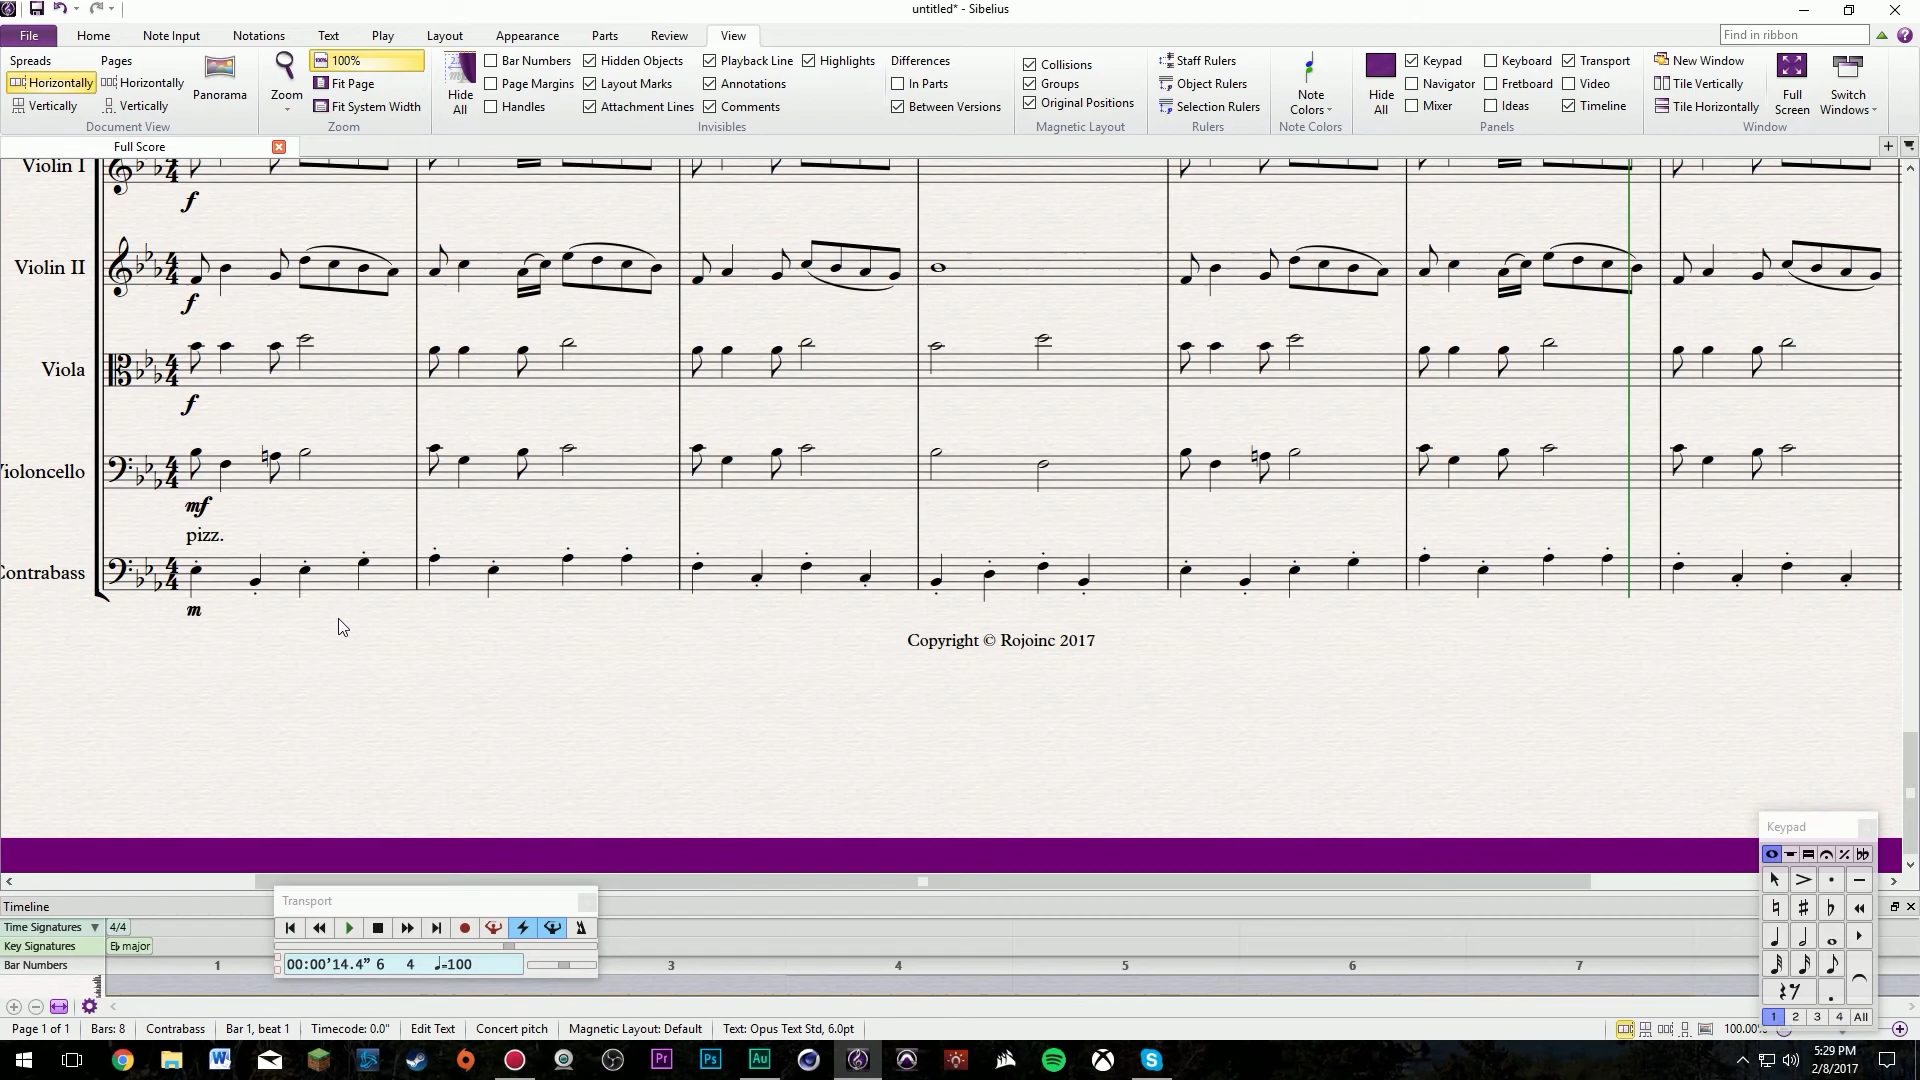 untitled* - Sibelius
File Home Note Input Notations Text Play Layout Appearance Parts Review View Find in ribbon
Spreads Pages
Horizontally Horizontally
Vertically Vertically
Document View
Panorama
Zoom
100%
Fit Page
Fit System Width
Zoom
Hide All
Bar Numbers Hidden Objects Playback Line Highlights
Page Margins Layout Marks Annotations
Handles Attachment Lines Comments
Invisibles
Differences
In Parts
Between Versions
Collisions
Groups
Original Positions
Magnetic Layout
Staff Rulers
Object Rulers
Selection Rulers
Rulers
Note Colors
Note Colors
Hide All
Keypad Keyboard Transport
Navigator Fretboard Video
Mixer Ideas Timeline
Panels
New Window
Tile Vertically
Tile Horizontally
Full Screen
Switch Windows
Window
Full Score
Violin I
f
Violin II
f
Viola
f
ioloncello
mf
pizz.
ontrabass
m
Copyright © Rojoinc 2017
Keypad
Transport
Timeline
Time Signatures 4/4
Key Signatures E♭ major
00:00'14.4" 6 4 ♩=100
Bar Numbers 1 3 4 5 6 7
1 2 3 4 All
Page 1 of 1 Bars: 8 Contrabass Bar 1, beat 1 Timecode: 0.0" Edit Text Concert pitch Magnetic Layout: Default Text: Opus Text Std, 6.0pt 100.00%
5:29 PM
2/8/2017